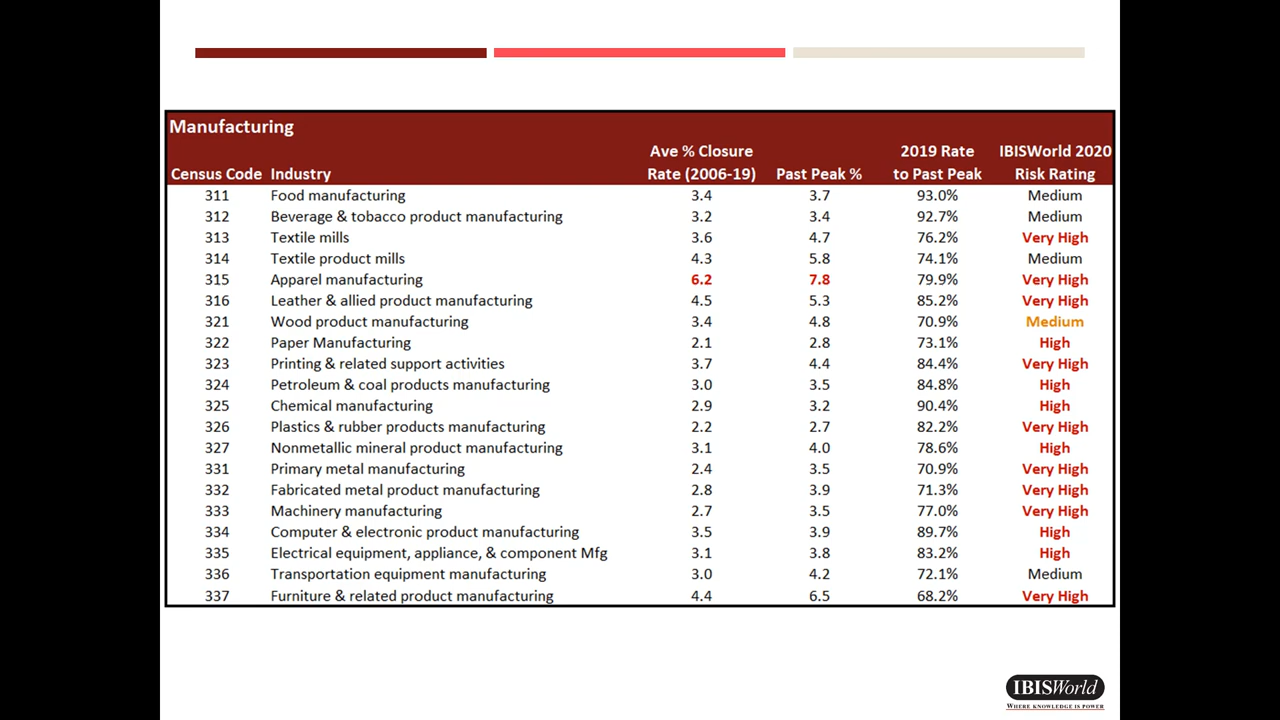 Manufacturing
Ave % Closure 2019 Rate IBISWorld 2020
Census Code Industry Rate (2006-19) Past Peak % to Past Peak Risk Rating
311 Food manufacturing 3.4 3.7 93.0% Medium
312 Beverage & tobacco product manufacturing 3.2 3.4 92.7% Medium
313 Textile mills 3.6 4.7 76.2% Very High
314 Textile product mills 4.3 5.8 74.1% Medium
315 Apparel manufacturing 6.2 7.8 79.9% Very High
316 Leather & allied product manufacturing 4.5 5.3 85.2% Very High
321 Wood product manufacturing 3.4 4.8 70.9% Medium
322 Paper Manufacturing 2.1 2.8 73.1% High
323 Printing & related support activities 3.7 4.4 84.4% Very High
324 Petroleum & coal products manufacturing 3.0 3.5 84.8% High
325 Chemical manufacturing 2.9 3.2 90.4% High
326 Plastics & rubber products manufacturing 2.2 2.7 82.2% Very High
327 Nonmetallic mineral product manufacturing 3.1 4.0 78.6% High
331 Primary metal manufacturing 2.4 3.5 70.9% Very High
332 Fabricated metal product manufacturing 2.8 3.9 71.3% Very High
333 Machinery manufacturing 2.7 3.5 77.0% Very High
334 Computer & electronic product manufacturing 3.5 3.9 89.7% High
335 Electrical equipment, appliance, & component Mfg 3.1 3.8 83.2% High
336 Transportation equipment manufacturing 3.0 4.2 72.1% Medium
337 Furniture & related product manufacturing 4.4 6.5 68.2% Very High
IBISWorld
WHERE KNOWLEDGE IS POWER